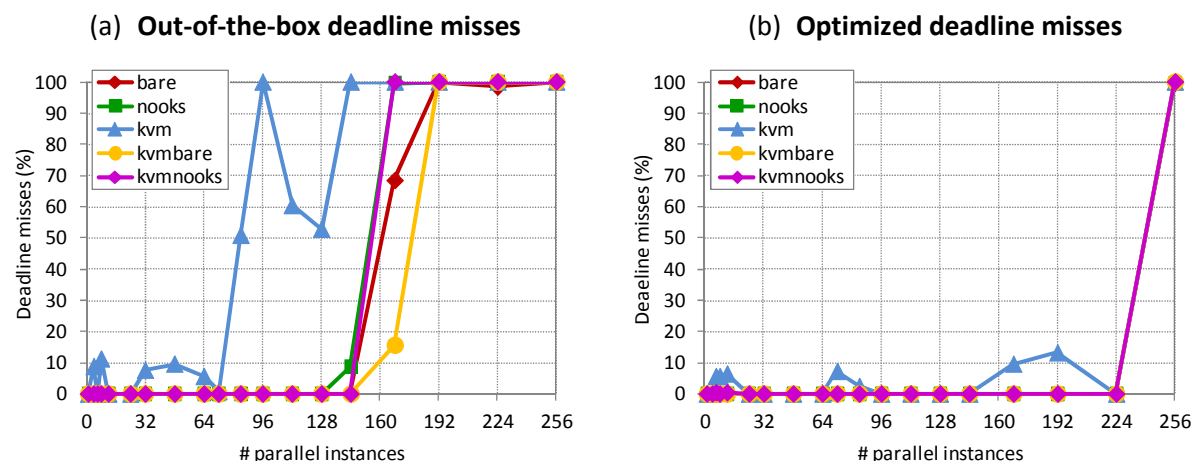 (a) Out-of-the-box deadline misses
100
90
80
70
60
50
40
30
20
10
0
Deadline misses (%)
bare
nooks
kvm
kvmbare
kvmnooks
0 32 64 96 128 160 192 224 256
# parallel instances
(b) Optimized deadline misses
100
90
80
70
60
50
40
30
20
10
0
Deaeline misses (%)
bare
nooks
kvm
kvmbare
kvmnooks
0 32 64 96 128 160 192 224 256
# parallel instances